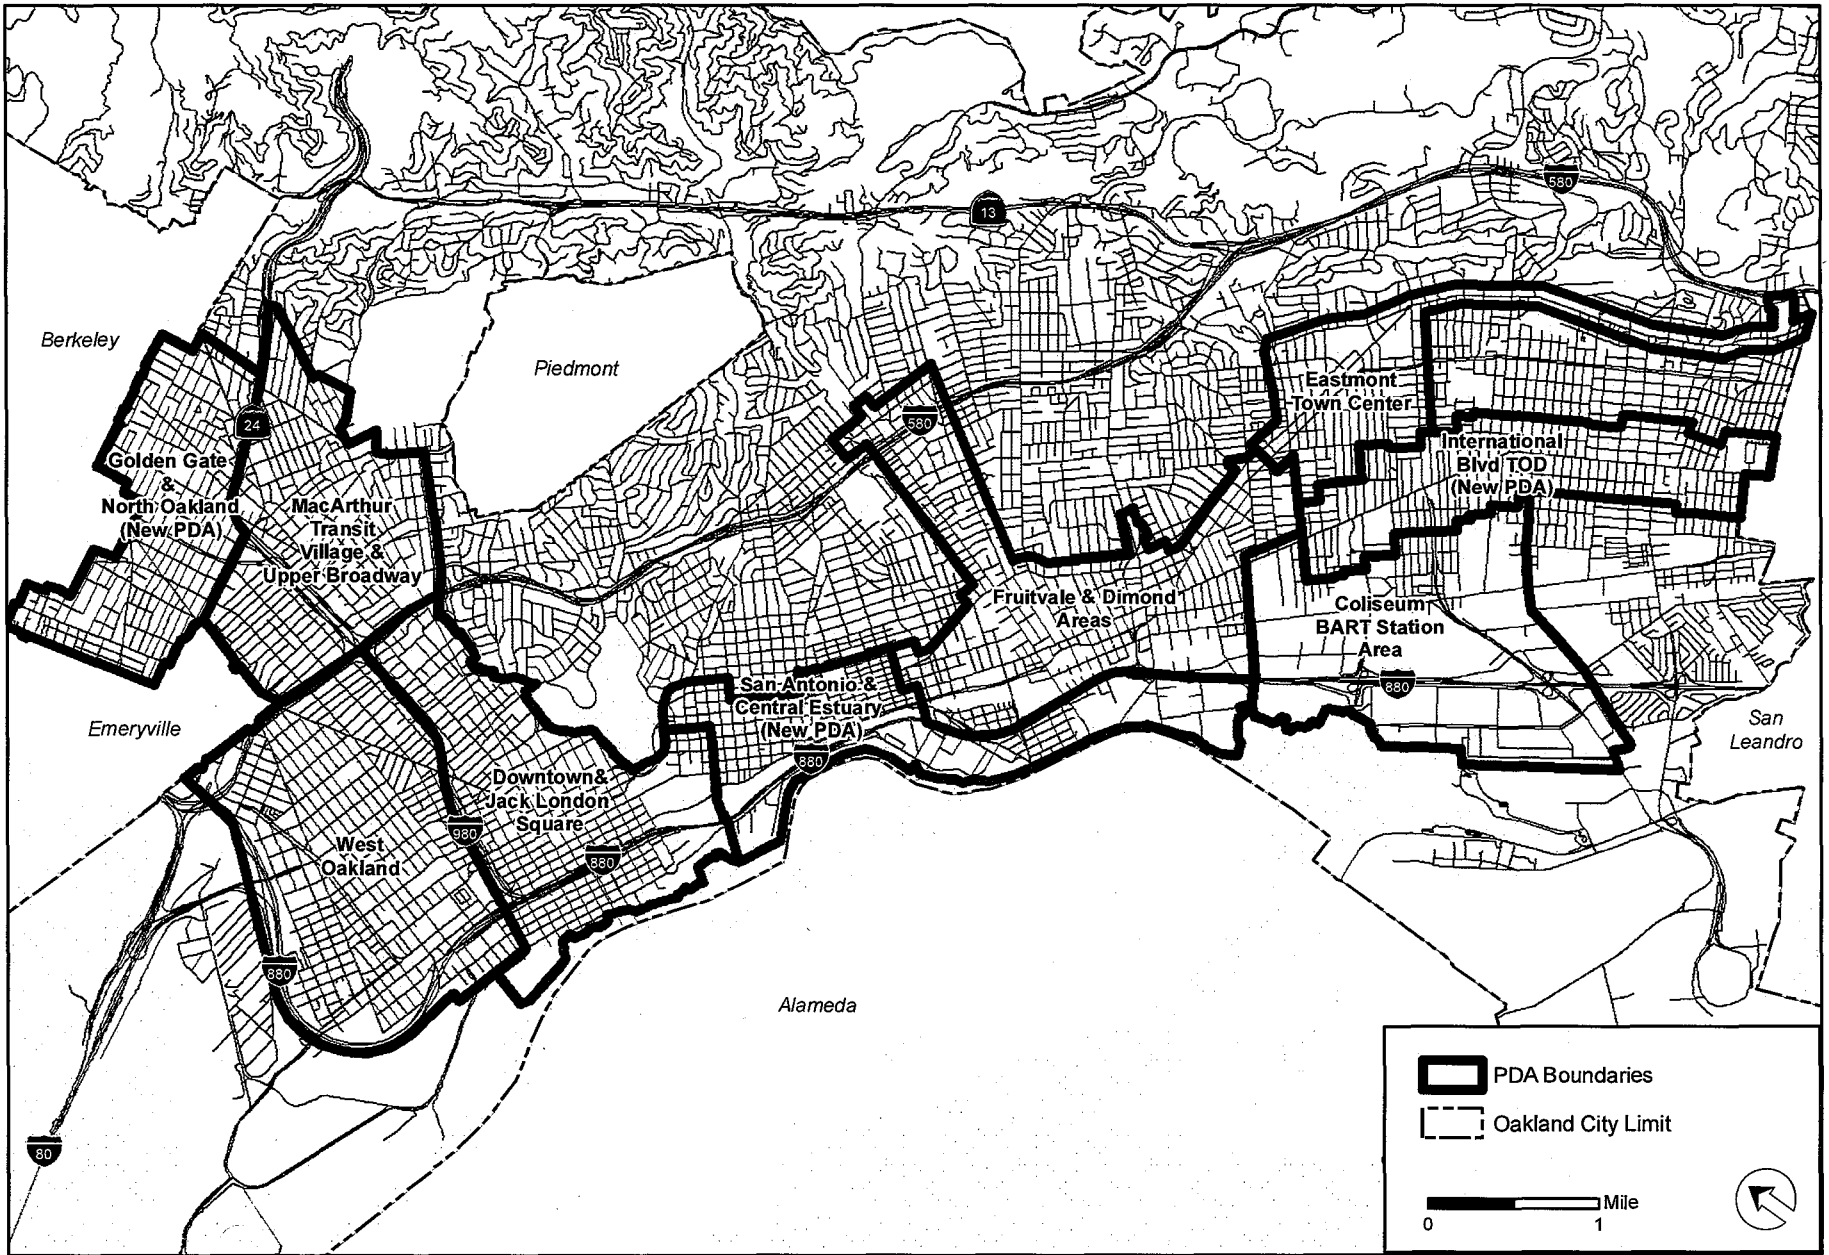 580
13
Berkeley
Piedmont
24
580
Eastmont
Town Center
Golden Gate
&
North Oakland
(New PDA)
MacArthur
Transit
Village &
Upper Broadway
International
Blvd TOD
(New PDA)
Fruitvale & Dimond
Areas
Coliseum
BART Station
Area
880
San Antonio &
Central Estuary
(New PDA)
880
Emeryville
San
Leandro
Downtown&
Jack London
Square
980
880
West
Oakland
880
Alameda
80
PDA Boundaries
Oakland City Limit
Mile
0
1